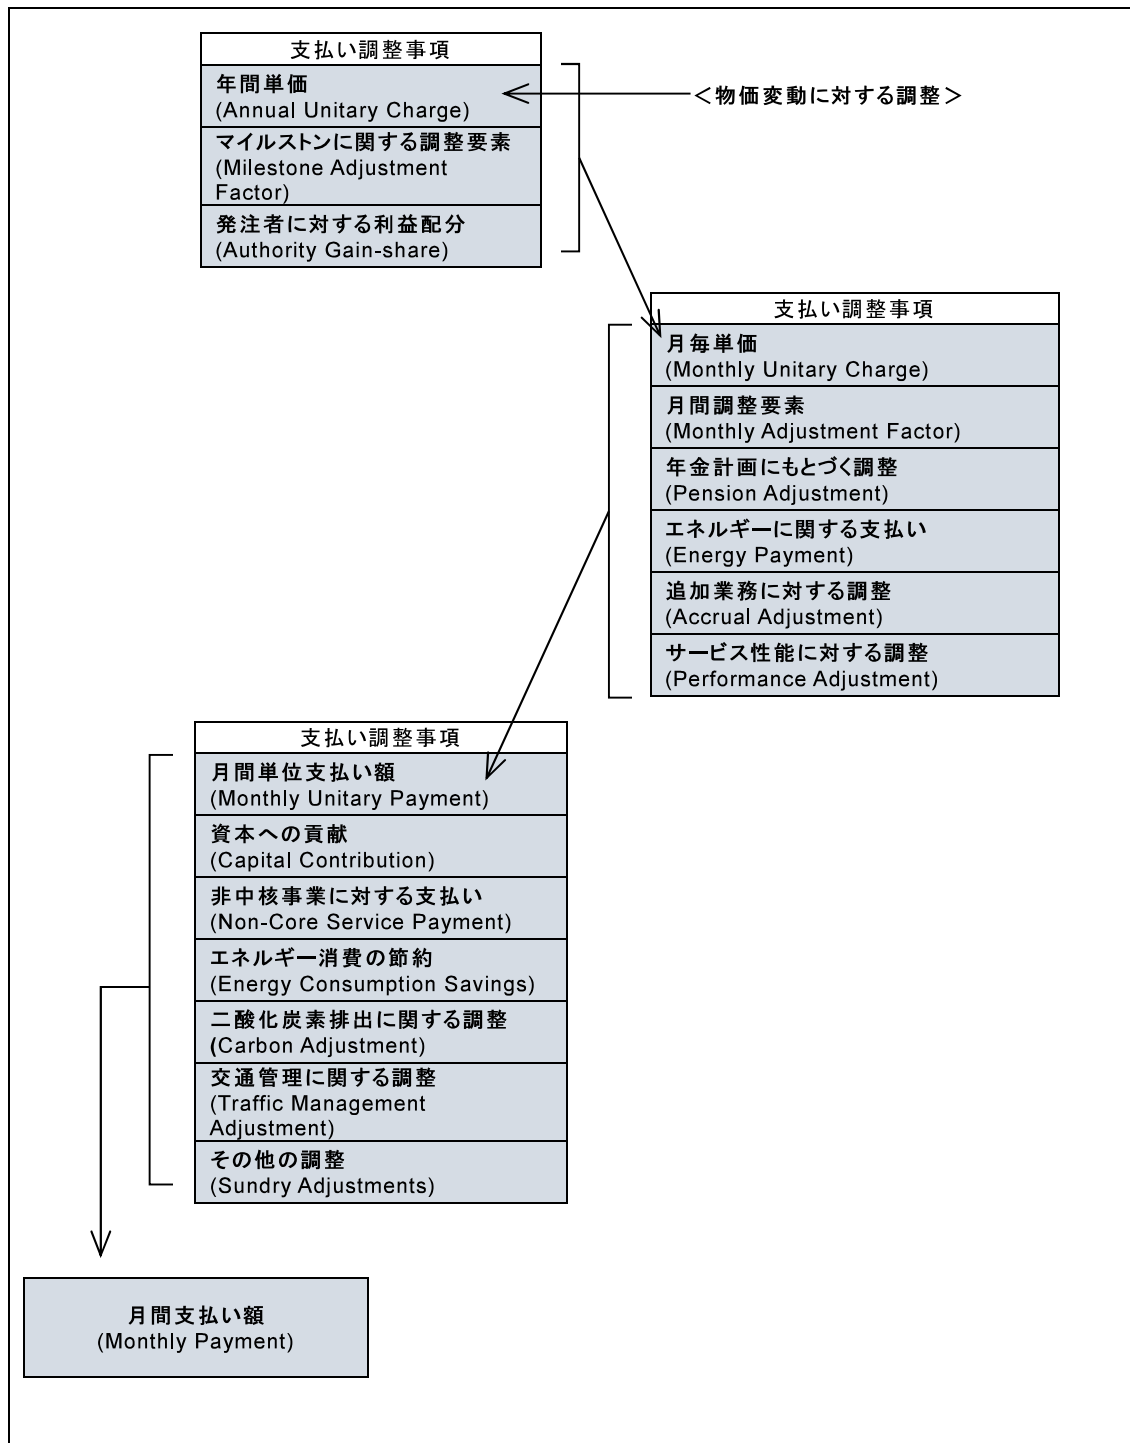 支払い調整事項
年間単価
(Annual Unitary Charge)
＜物価変動に対する調整＞
マイルストンに関する調整要素
(Milestone Adjustment
Factor)
発注者に対する利益配分
(Authority Gain-share)
支払い調整事項
月毎単価
(Monthly Unitary Charge)
月間調整要素
(Monthly Adjustment Factor)
年金計画にもとづく調整
(Pension Adjustment)
エネルギーに関する支払い
(Energy Payment)
追加業務に対する調整
(Accrual Adjustment)
サービス性能に対する調整
(Performance Adjustment)
支払い調整事項
月間単位支払い額
(Monthly Unitary Payment)
資本への貢献
(Capital Contribution)
非中核事業に対する支払い
(Non-Core Service Payment)
エネルギー消費の節約
(Energy Consumption Savings)
二酸化炭素排出に関する調整
(Carbon Adjustment)
交通管理に関する調整
(Traffic Management
Adjustment)
その他の調整
(Sundry Adjustments)
月間支払い額
(Monthly Payment)